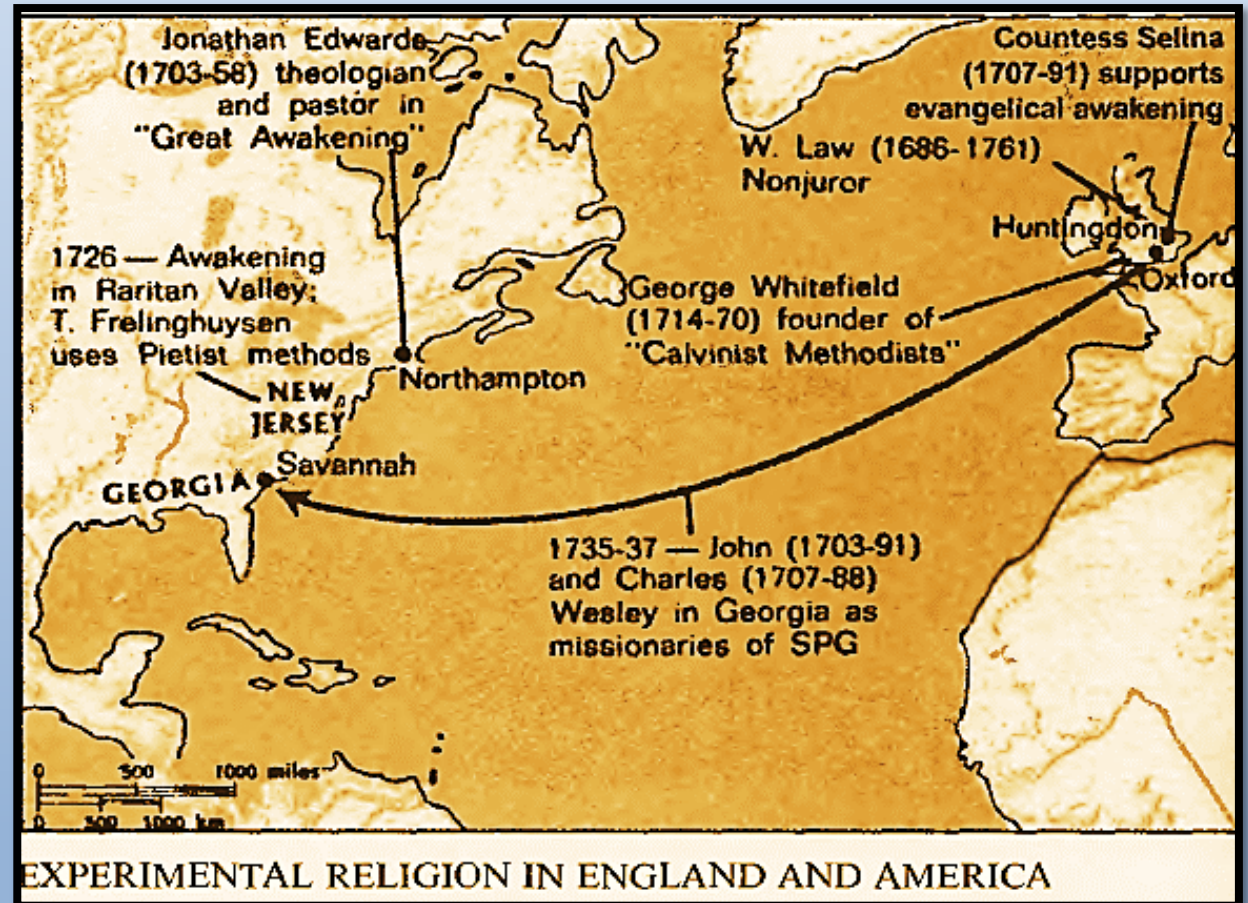 Jonathan Edwards
(1703-58) theologian
and pastor in
"Great Awakening"
Countess Selina
(1707-91) supports
evangelical awakening
W. Law (1686-1761)
Nonjuror
Huntingdon
Oxford
1726 — Awakening
in Raritan Valley;
T. Frelinghuysen
uses Pietist methods
George Whitefield
(1714-70) founder of
"Calvinist Methodists"
Northampton
NEW
JERSEY
Savannah
GEORGIA
1735-37 — John (1703-91)
and Charles (1707-88)
Wesley in Georgia as
missionaries of SPG
0 500 1000 miles
0 500 1000 km
EXPERIMENTAL RELIGION IN ENGLAND AND AMERICA